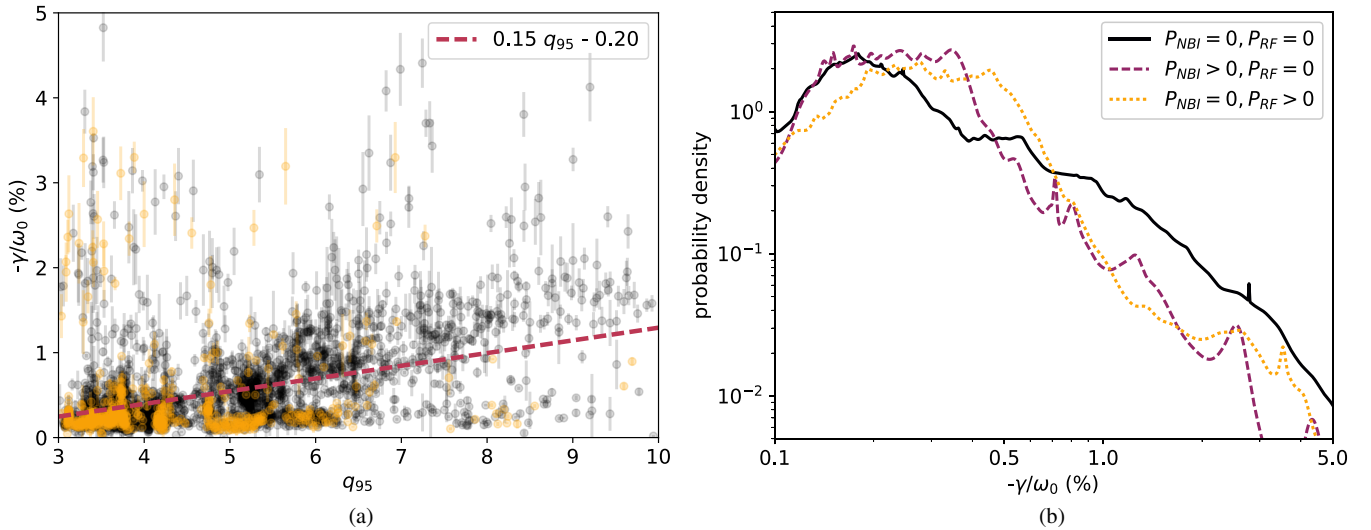 5
4
3
2
1
0
-γ/ω₀ (%)
0.15 q₉₅ - 0.20
3 4 5 6 7 8 9 10
q₉₅
(a)
10⁰
10⁻¹
10⁻²
probability density
P_NBI = 0, P_RF = 0
P_NBI > 0, P_RF = 0
P_NBI = 0, P_RF > 0
0.1 0.5 1.0 5.0
-γ/ω₀ (%)
(b)